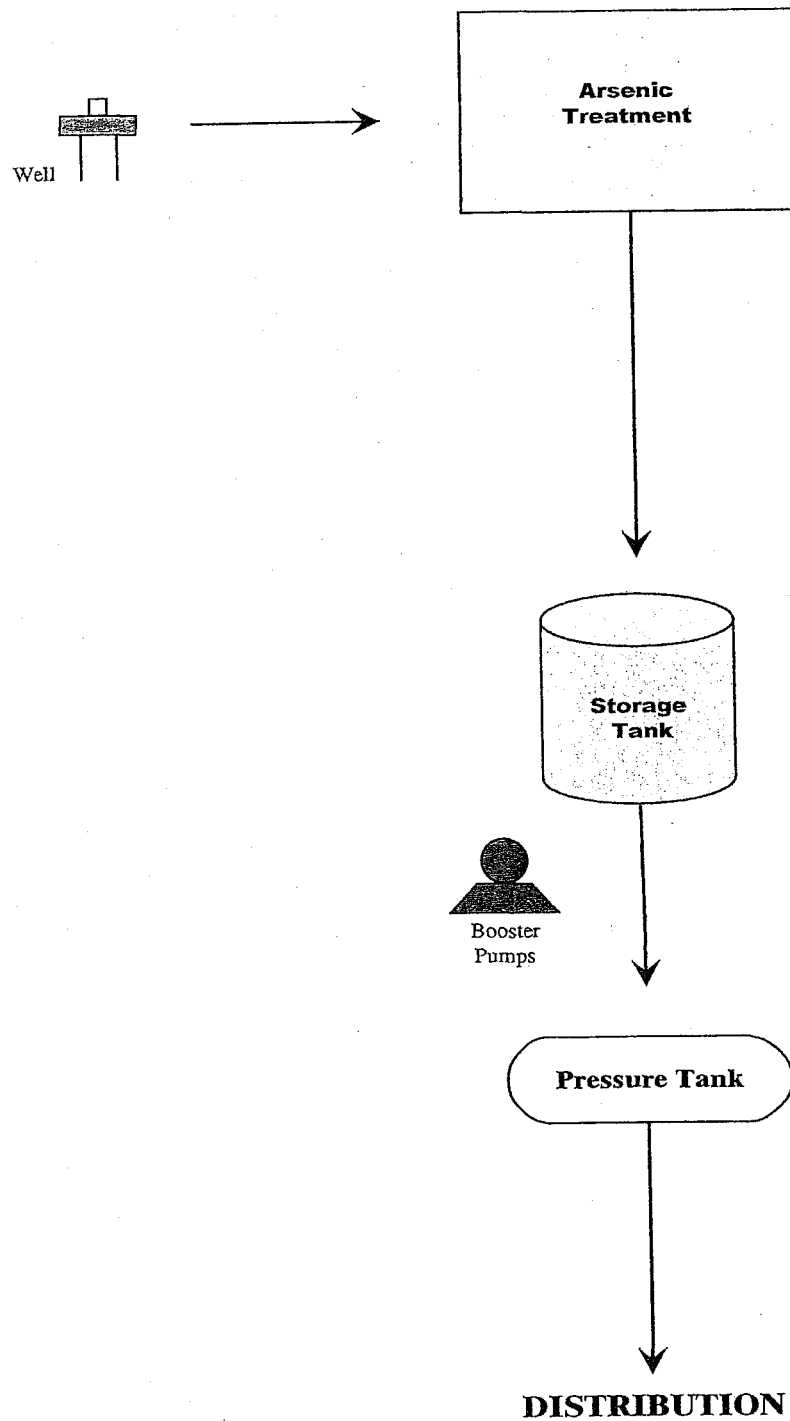 Well
Arsenic
Treatment
Storage
Tank
Booster
Pumps
Pressure Tank
DISTRIBUTION